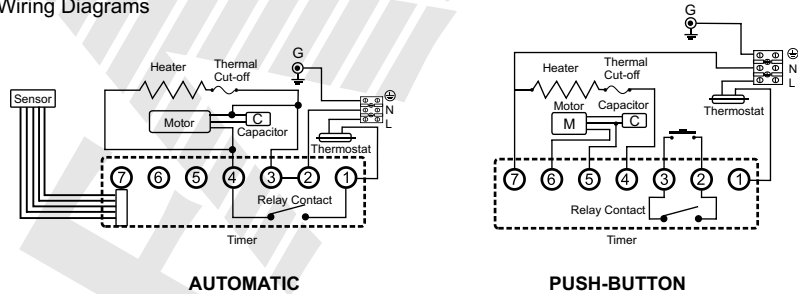 Wiring Diagrams
G
Heater
Thermal
Cut-off
Sensor
N
L
Motor
C
Capacitor
Thermostat
7 6 5 4 3 2 1
Relay Contact
Timer
AUTOMATIC
G
Heater
Thermal
Cut-off
N
L
Thermostat
Motor
Capacitor
M
C
7 6 5 4 3 2 1
Relay Contact
Timer
PUSH-BUTTON